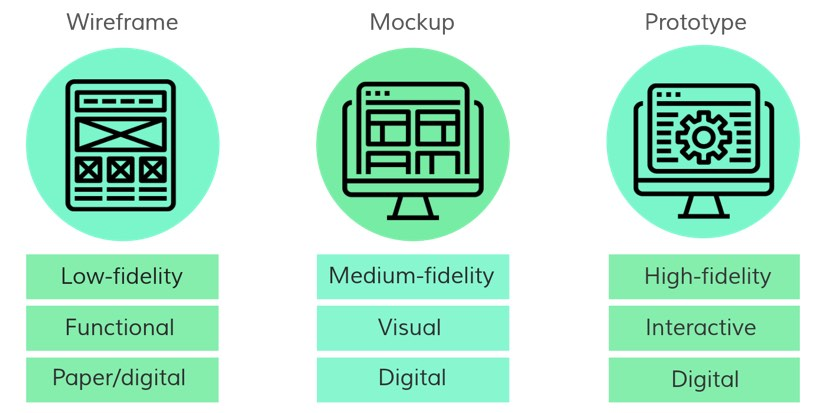 Wireframe
Mockup
Prototype
Low-fidelity
Medium-fidelity
High-fidelity
Functional
Visual
Interactive
Paper/digital
Digital
Digital